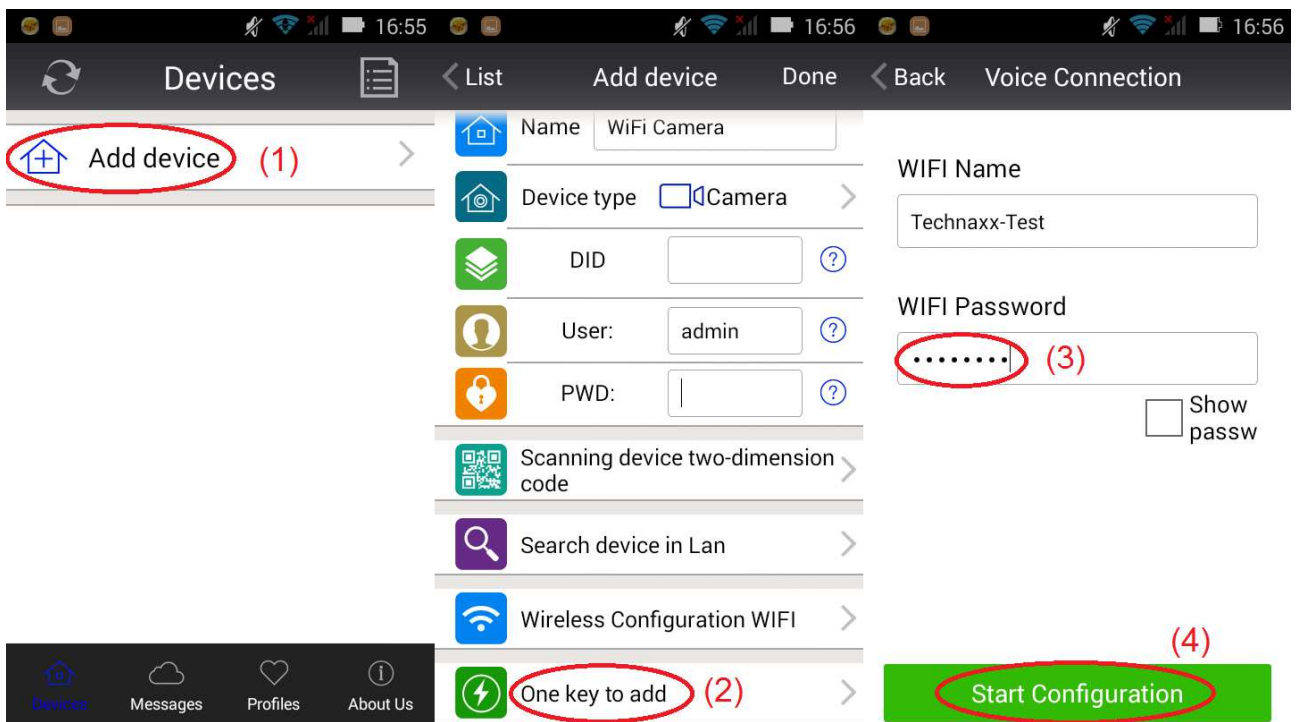 16:55
Devices
Add device
(1)
Devices
Messages
Profiles
About Us
16:56
List
Add device
Done
Name
WiFi Camera
Device type
Camera
DID
?
User:
admin
?
PWD:
?
Scanning device two-dimension
code
Search device in Lan
Wireless Configuration WIFI
One key to add
(2)
16:56
Back
Voice Connection
WIFI Name
Technaxx-Test
WIFI Password
••••••••
(3)
Show
passw
(4)
Start Configuration